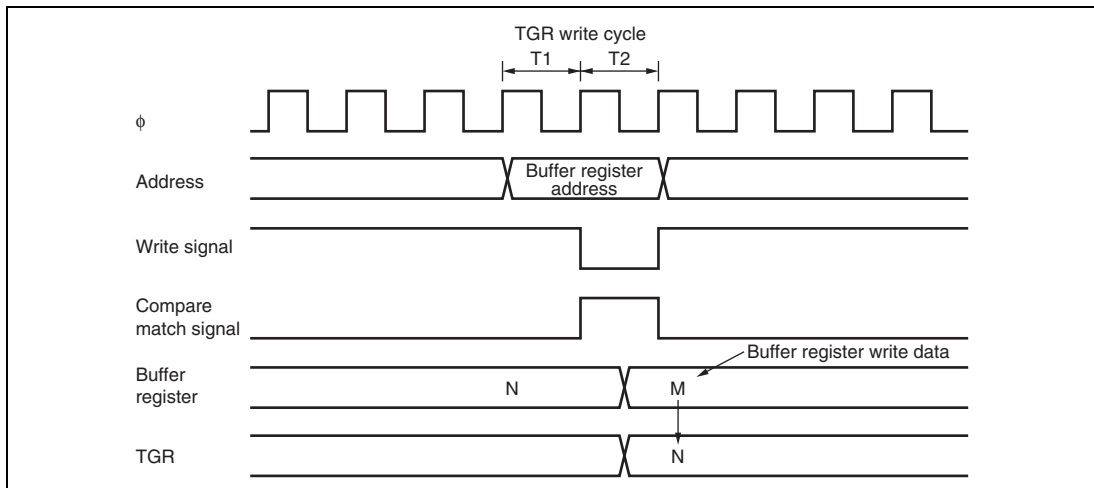 TGR write cycle
T1 T2
ϕ
Address
Buffer register
address
Write signal
Compare
match signal
Buffer register write data
Buffer
register
N M
TGR
N